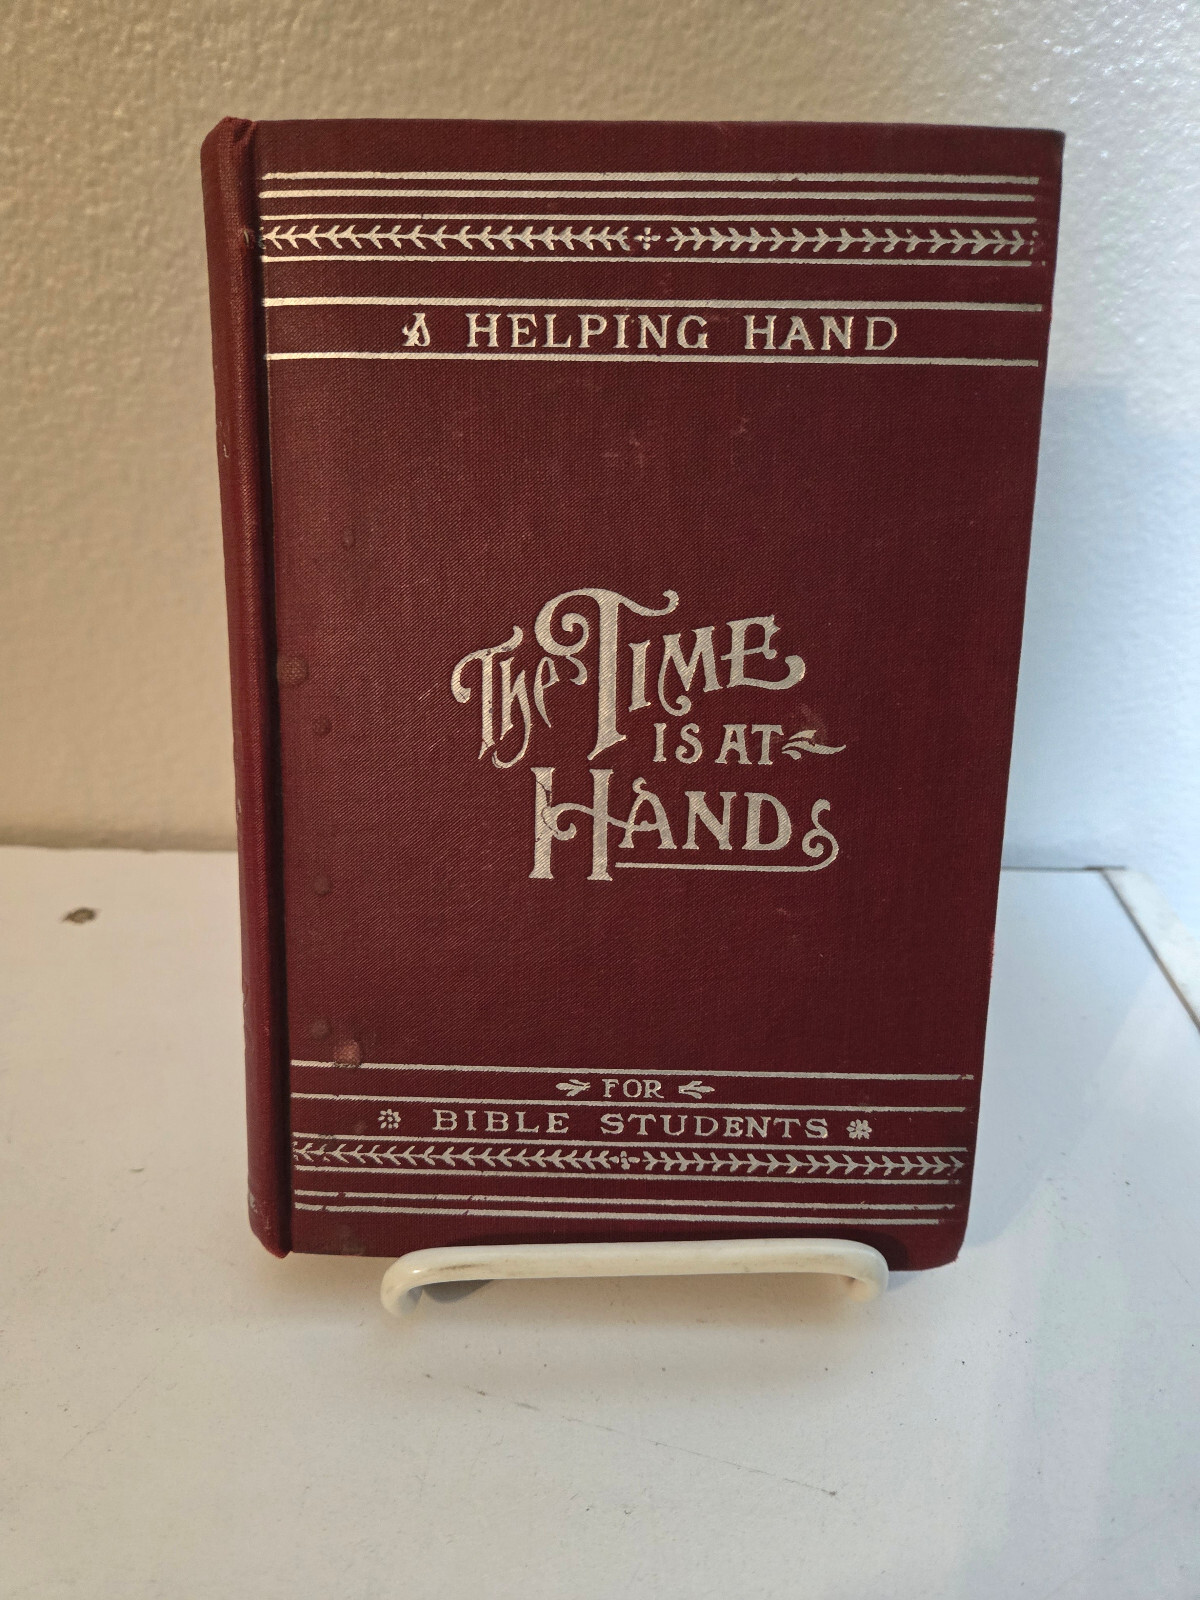 A HELPING HAND
The TIME
IS AT
HAND
FOR
BIBLE STUDENTS